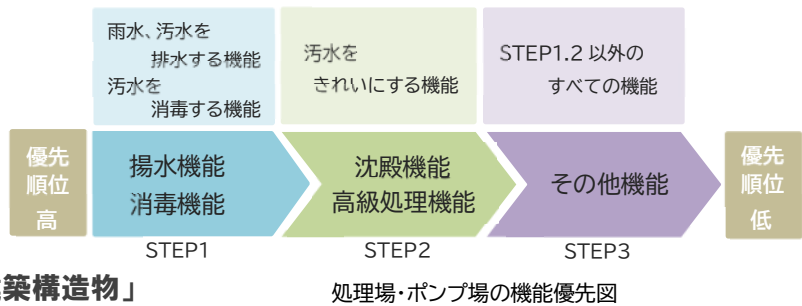 雨水、汚水を
排水する機能
汚水を
消毒する機能
汚水を
きれいにする機能
STEP1.2 以外の
すべての機能
優先
順位
高
揚水機能
消毒機能
沈殿機能
高級処理機能
その他機能
優先
順位
低
STEP1
STEP2
STEP3
築構造物」
処理場・ポンプ場の機能優先図